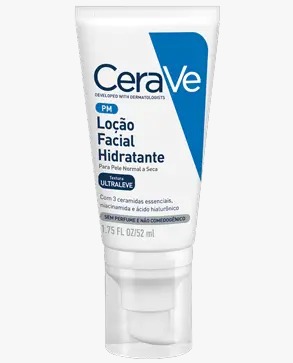 CeraVe
DEVELOPED WITH DERMATOLOGISTS
PM
Loção
Facial
Hidratante
Para Pele Normal a Seca
Textura
ULTRALEVE
Com 3 ceramidas essenciais,
niacinamida e ácido hialurônico
SEM PERFUME E NÃO COMEDOGÊNICO
1.75 FL OZ/52 ml